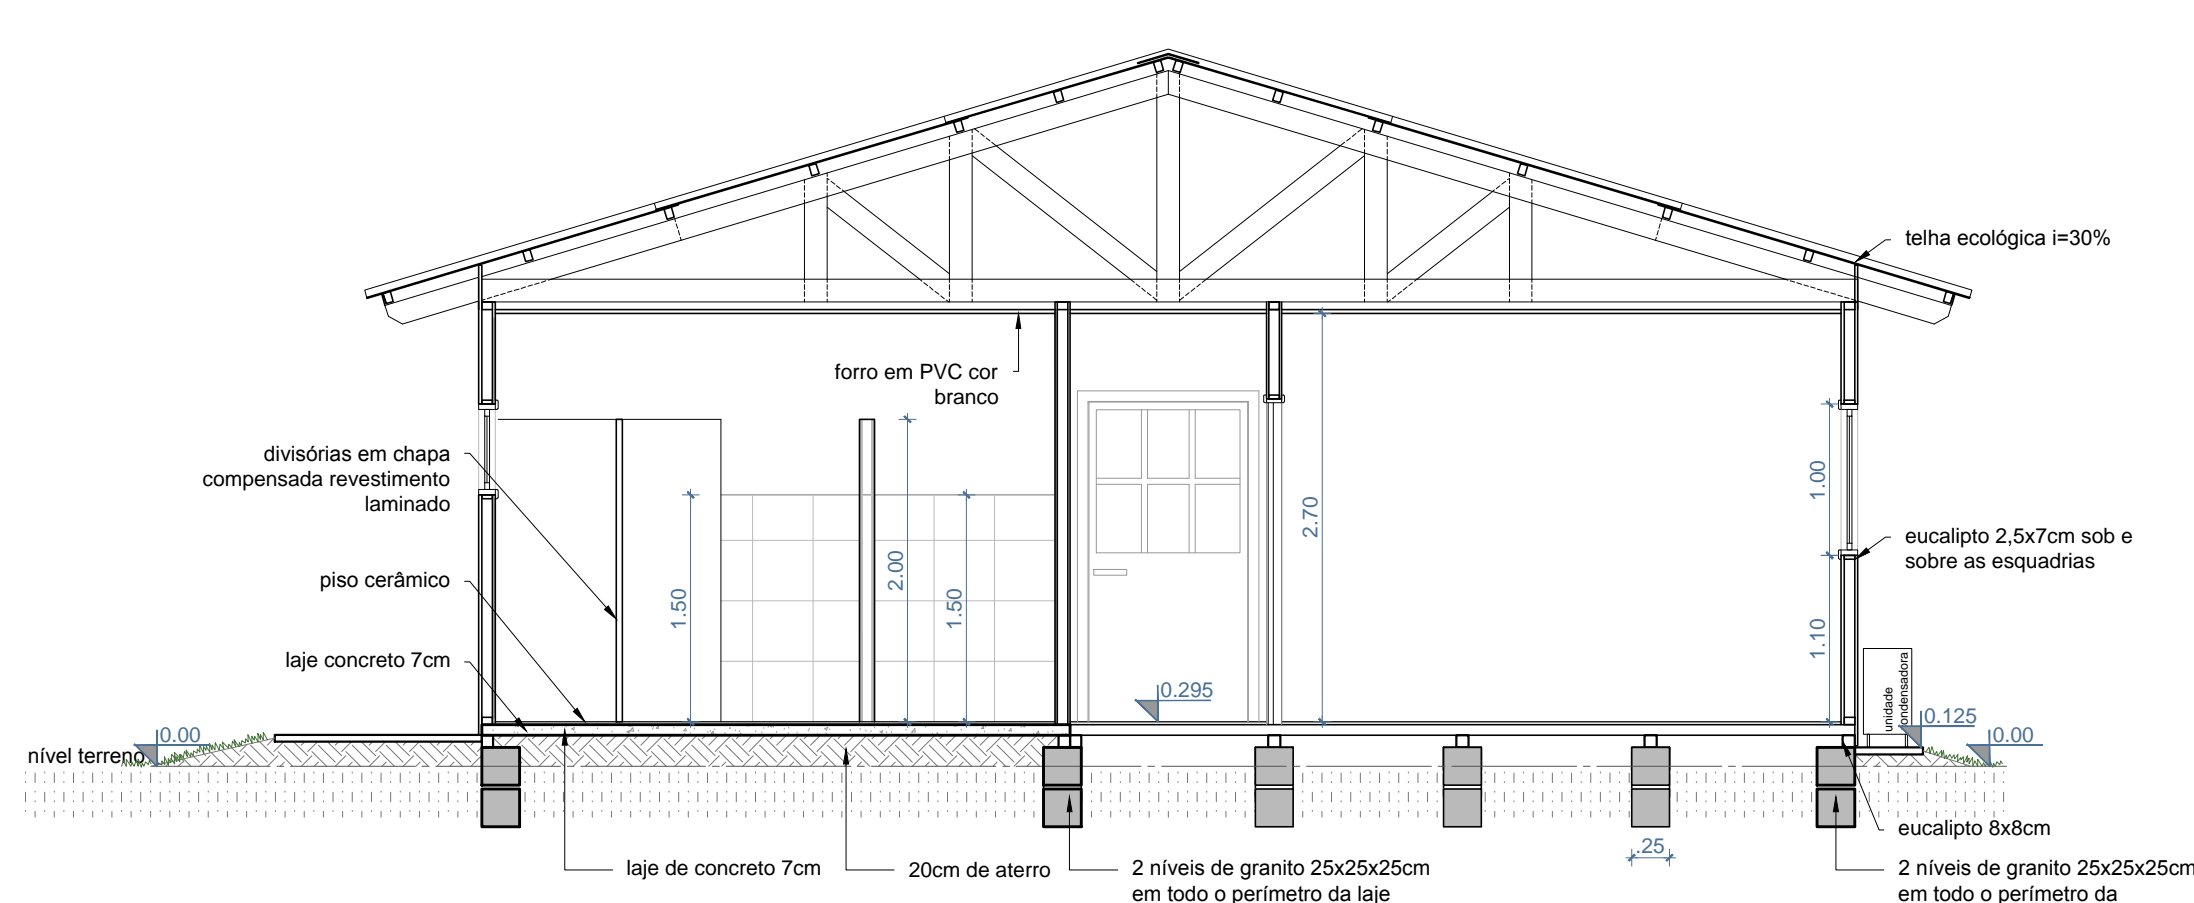 telha ecológica i=30%
forro em PVC cor
branco
divisórias em chapa
compensada revestimento
laminado
2.70
1.00
eucalipto 2,5x7cm sob e
sobre as esquadrias
piso cerâmico
1.50
2.00
1.50
1.10
laje concreto 7cm
unidade
condensadora
0.295
0.125
0.00
0.00
nível terreno
eucalipto 8x8cm
.25
laje de concreto 7cm
20cm de aterro
2 níveis de granito 25x25x25cm
em todo o perímetro da laje
2 níveis de granito 25x25x25cm
em todo o perímetro da